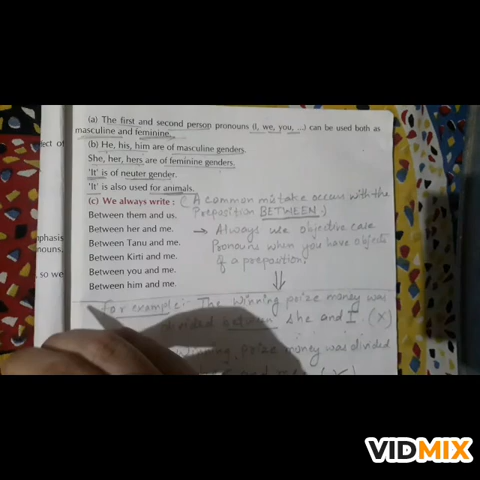 (a) The first and second person pronouns (I, we, you, ...) can be used both as
masculine and feminine.
ect of
(b) He, his, him are of masculine genders.
She, her, hers are of feminine genders.
'It' is of neuter gender.
'It' is also used for animals.
(c) We always write : (A common mistake occurs with the
Preposition BETWEEN.)
Between them and us.
→ Always use objective case
Between her and me.
Pronouns when you have objects
Between Tanu and me.
of a preposition.
Between Kirti and me.
Between you and me.
Between him and me.
phasis
nouns.
, so we
For example:- The winning prize money was
divided between she and I. (X)
winning prize money was divided
and me.
VIDMIX